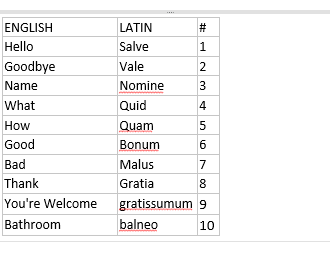 ENGLISH LATIN #
Hello Salve 1
Goodbye Vale 2
Name Nomine 3
What Quid 4
How Quam 5
Good Bonum 6
Bad Malus 7
Thank Gratia 8
You're Welcome gratissumum 9
Bathroom balneo 10